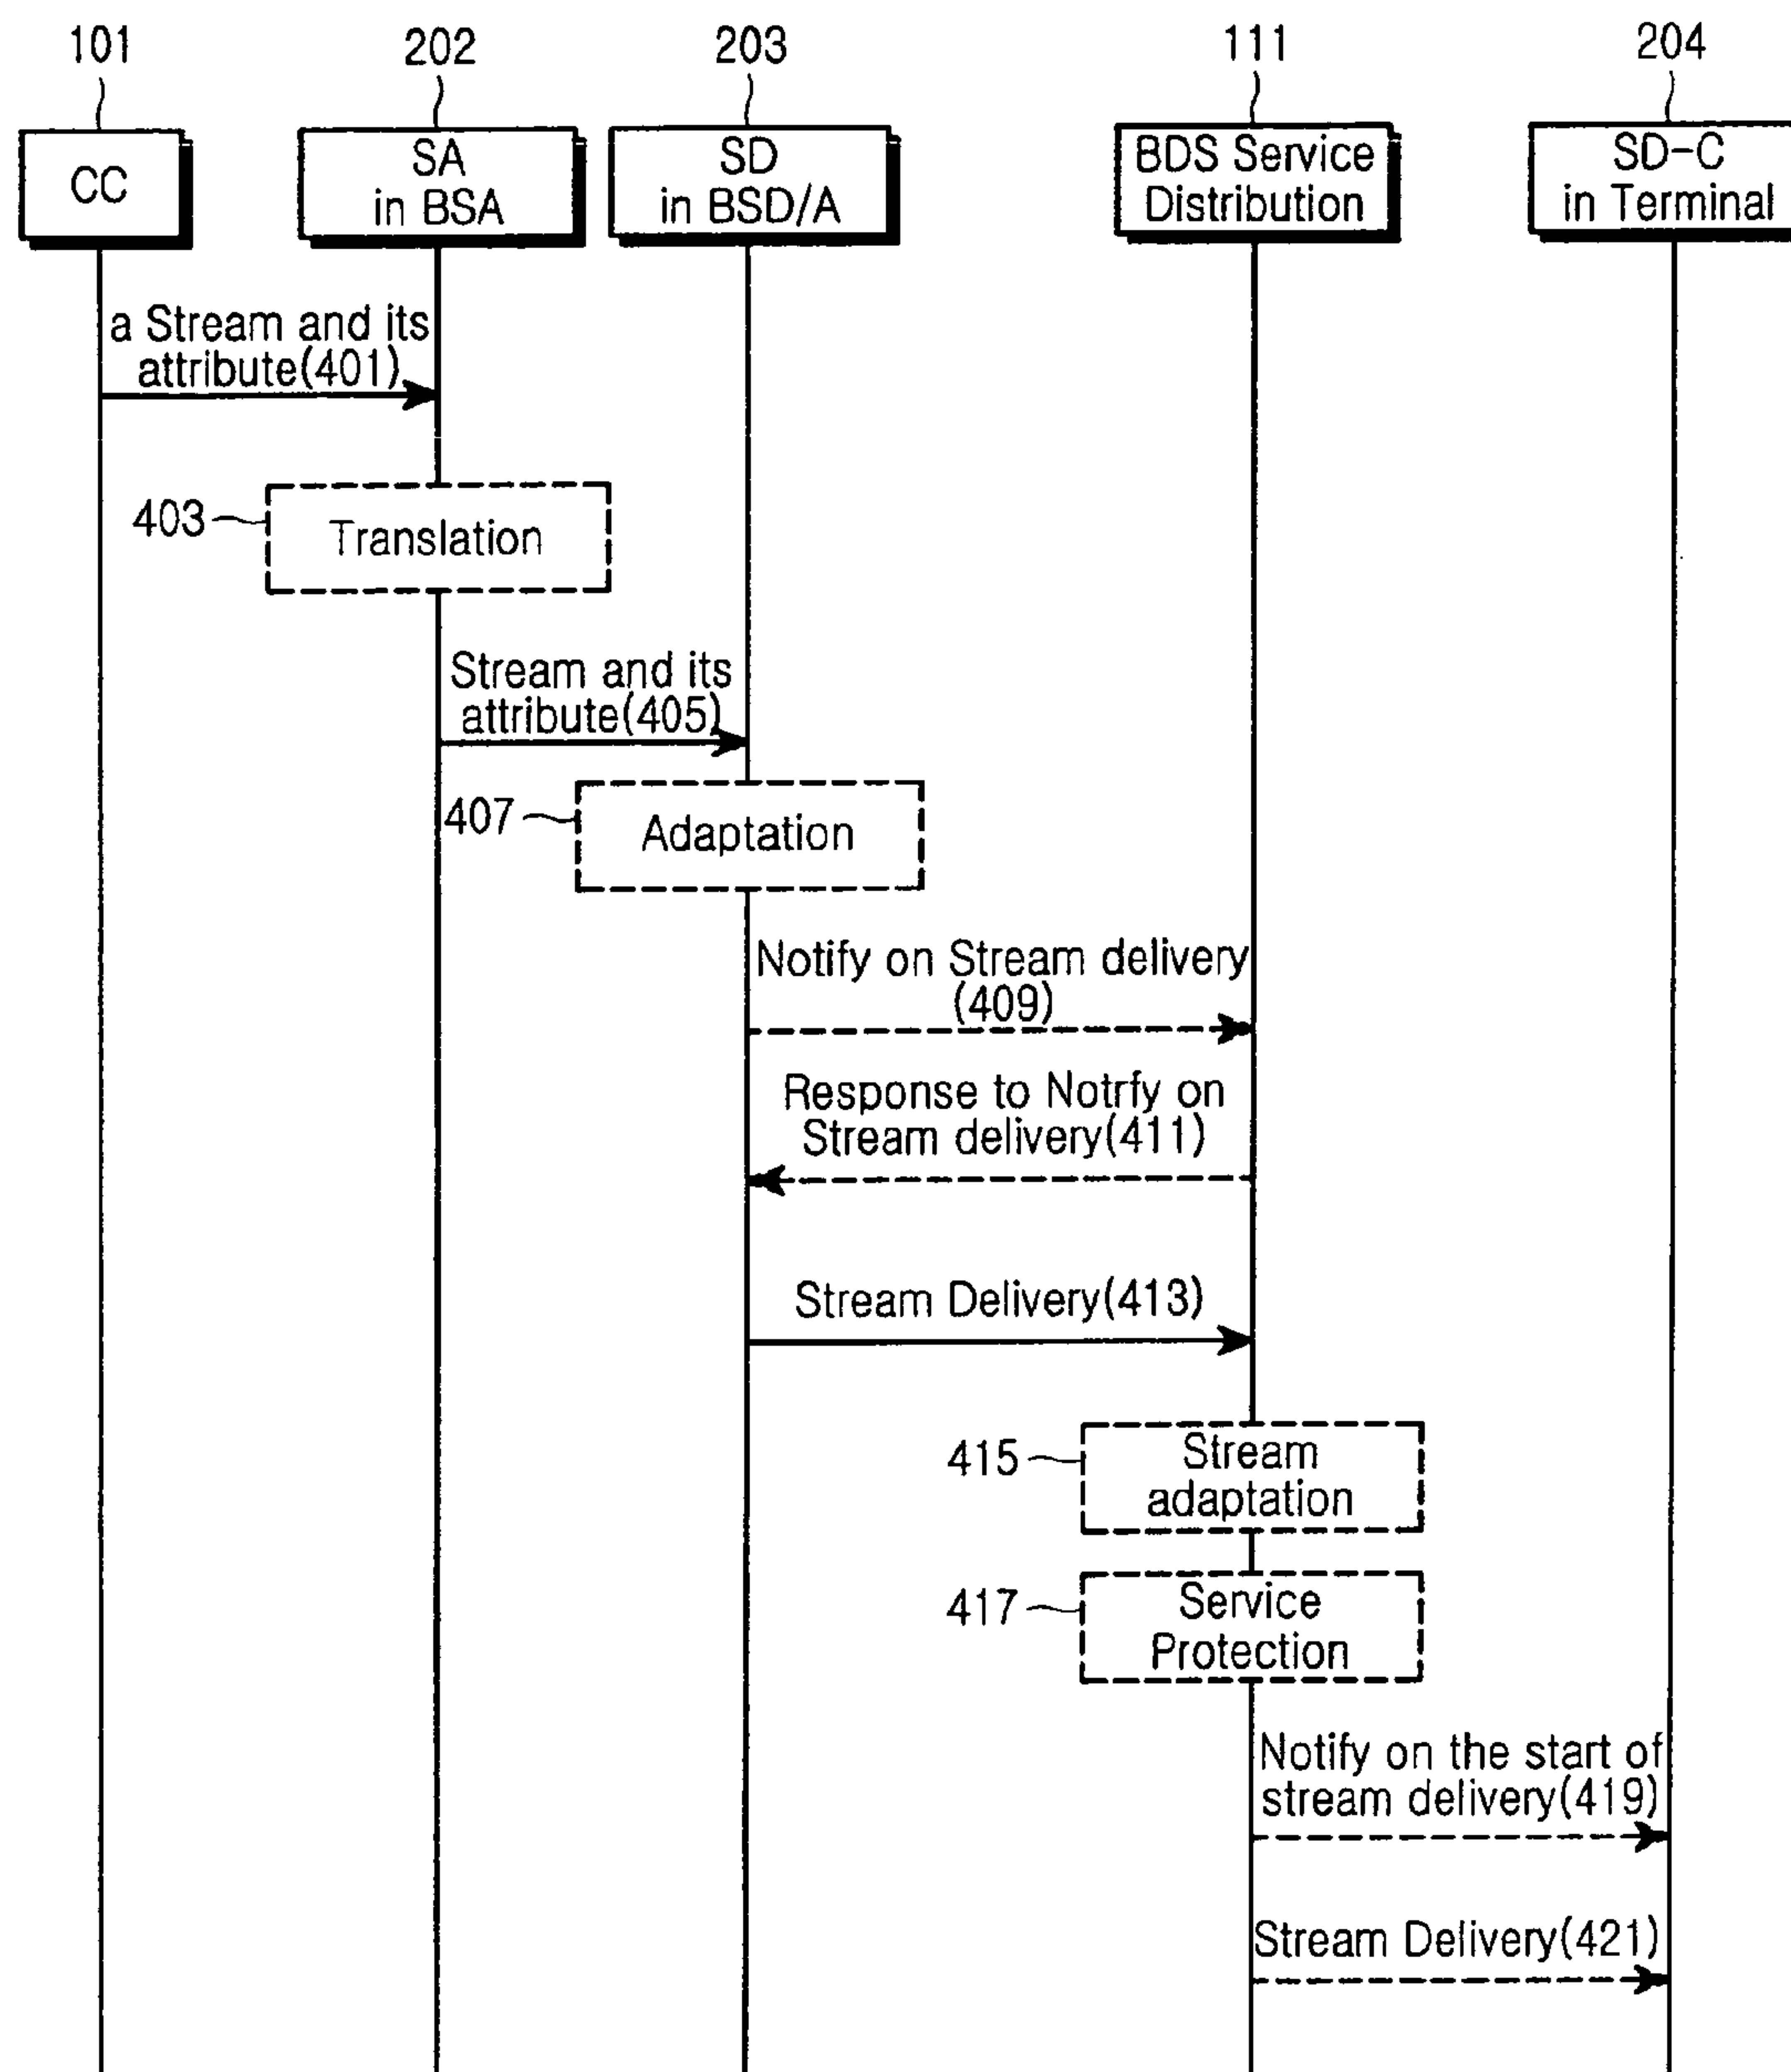 101
202
203
111
204
CC
SA
in BSA
SD
in BSD/A
BDS Service
Distribution
SD-C
in Terminal
a Stream and its
attribute(401)
403
Translation
Stream and its
attribute(405)
407
Adaptation
Notify on Stream delivery
(409)
Response to Notrfy on
Stream delivery(411)
Stream Delivery(413)
415
Stream
adaptation
417
Service
Protection
Notify on the start of
stream delivery(419)
Stream Delivery(421)